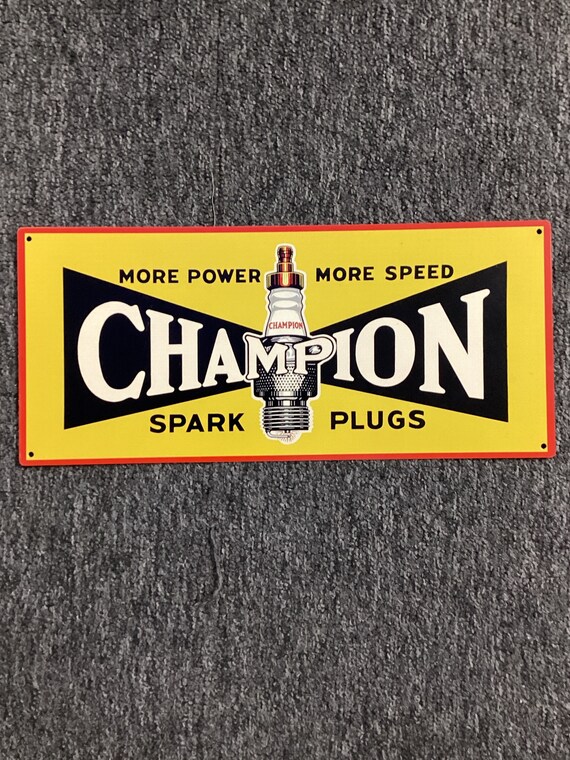 MORE POWER MORE SPEED
CHAMPION
CHAMPION
SPARK PLUGS